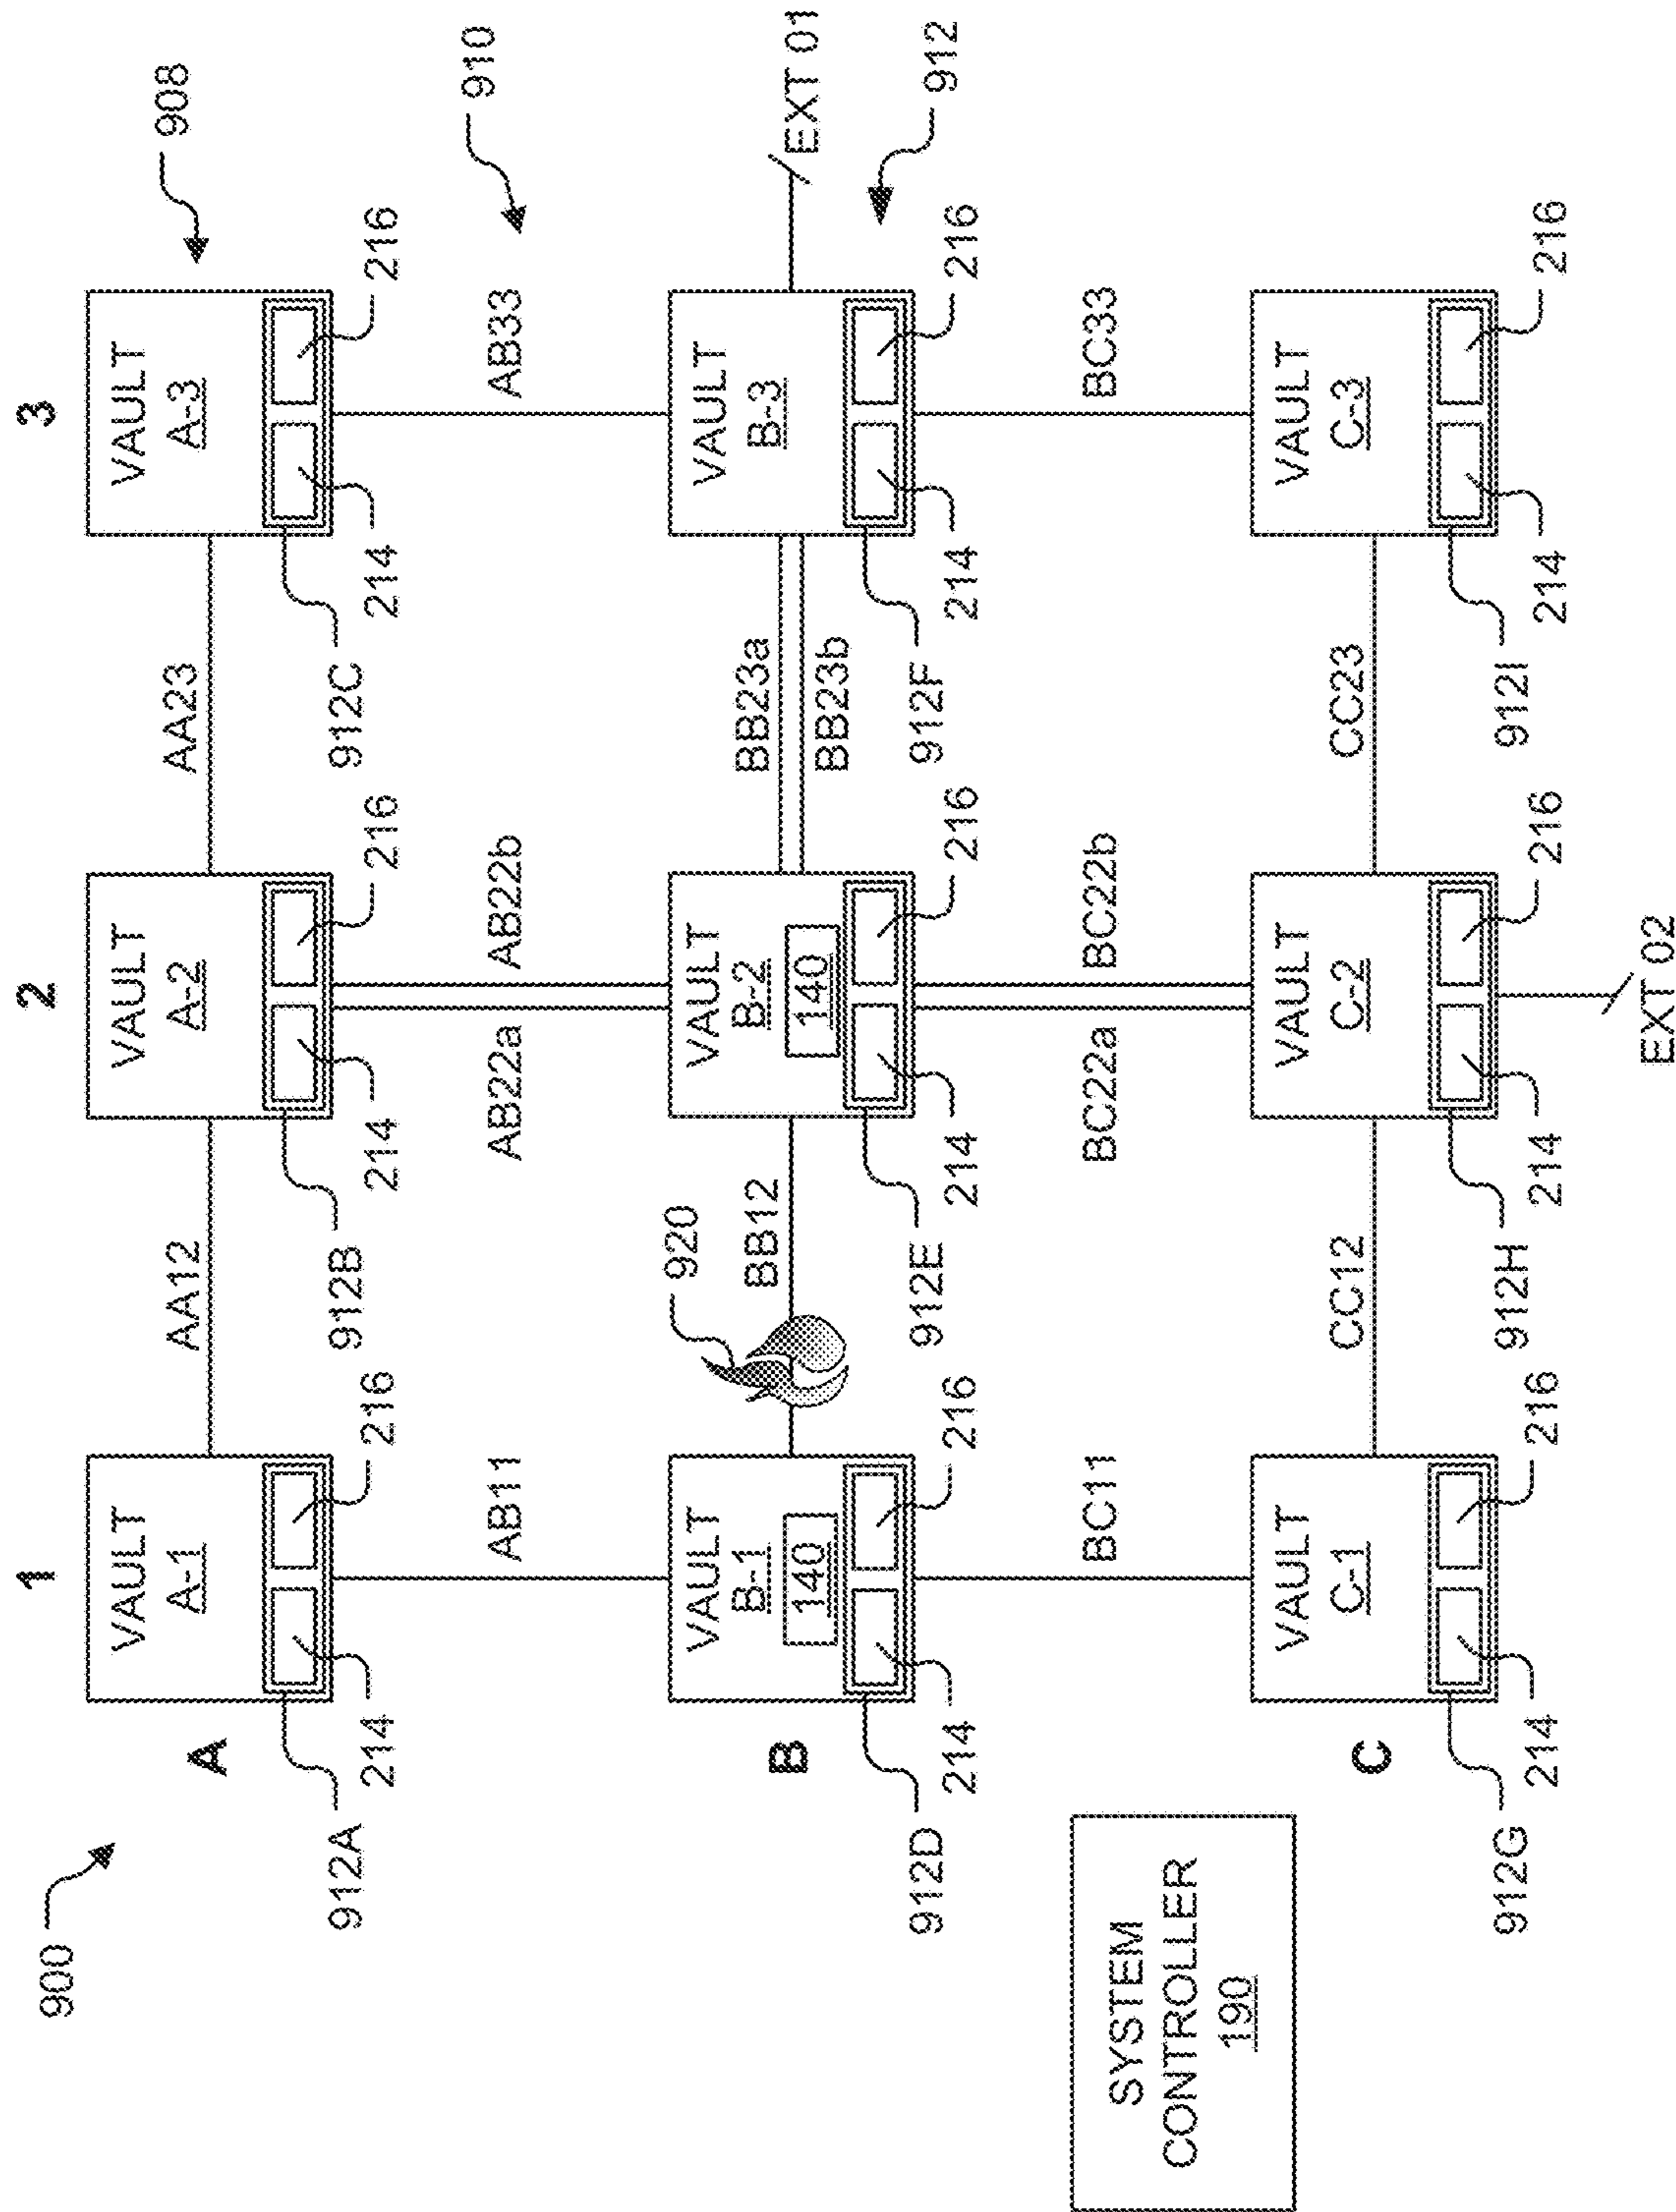 900
1 2 3
VAULT VAULT VAULT
908
A AA12 AA23
A-1 A-2 A-3
912A 912B 912C
214 216 214 216 214 216
910
AB11 AB22a AB22b AB33
920
VAULT VAULT VAULT
BB12 BB23a
B B-1 B-2 B-3
EXT 01
140 140
BB23b
912D 912E 912F
912
214 216 214 216 214 216
BC11 BC22a BC22b BC33
SYSTEM
CONTROLLER
190
VAULT VAULT VAULT
C C-1 CC12 C-2 CC23 C-3
912G 912H 912I
214 216 214 216 214 216
EXT 02